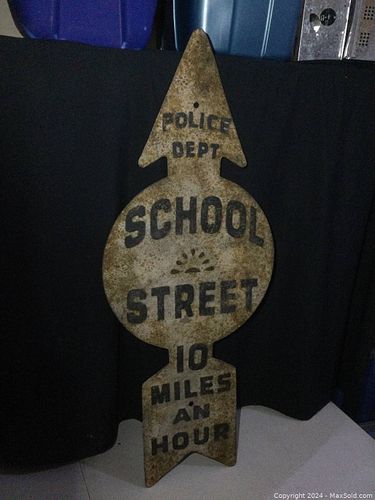 POLICE
DEPT
SCHOOL
STREET
10
MILES
AN
HOUR
Copyright 2024 - MaxSold.com